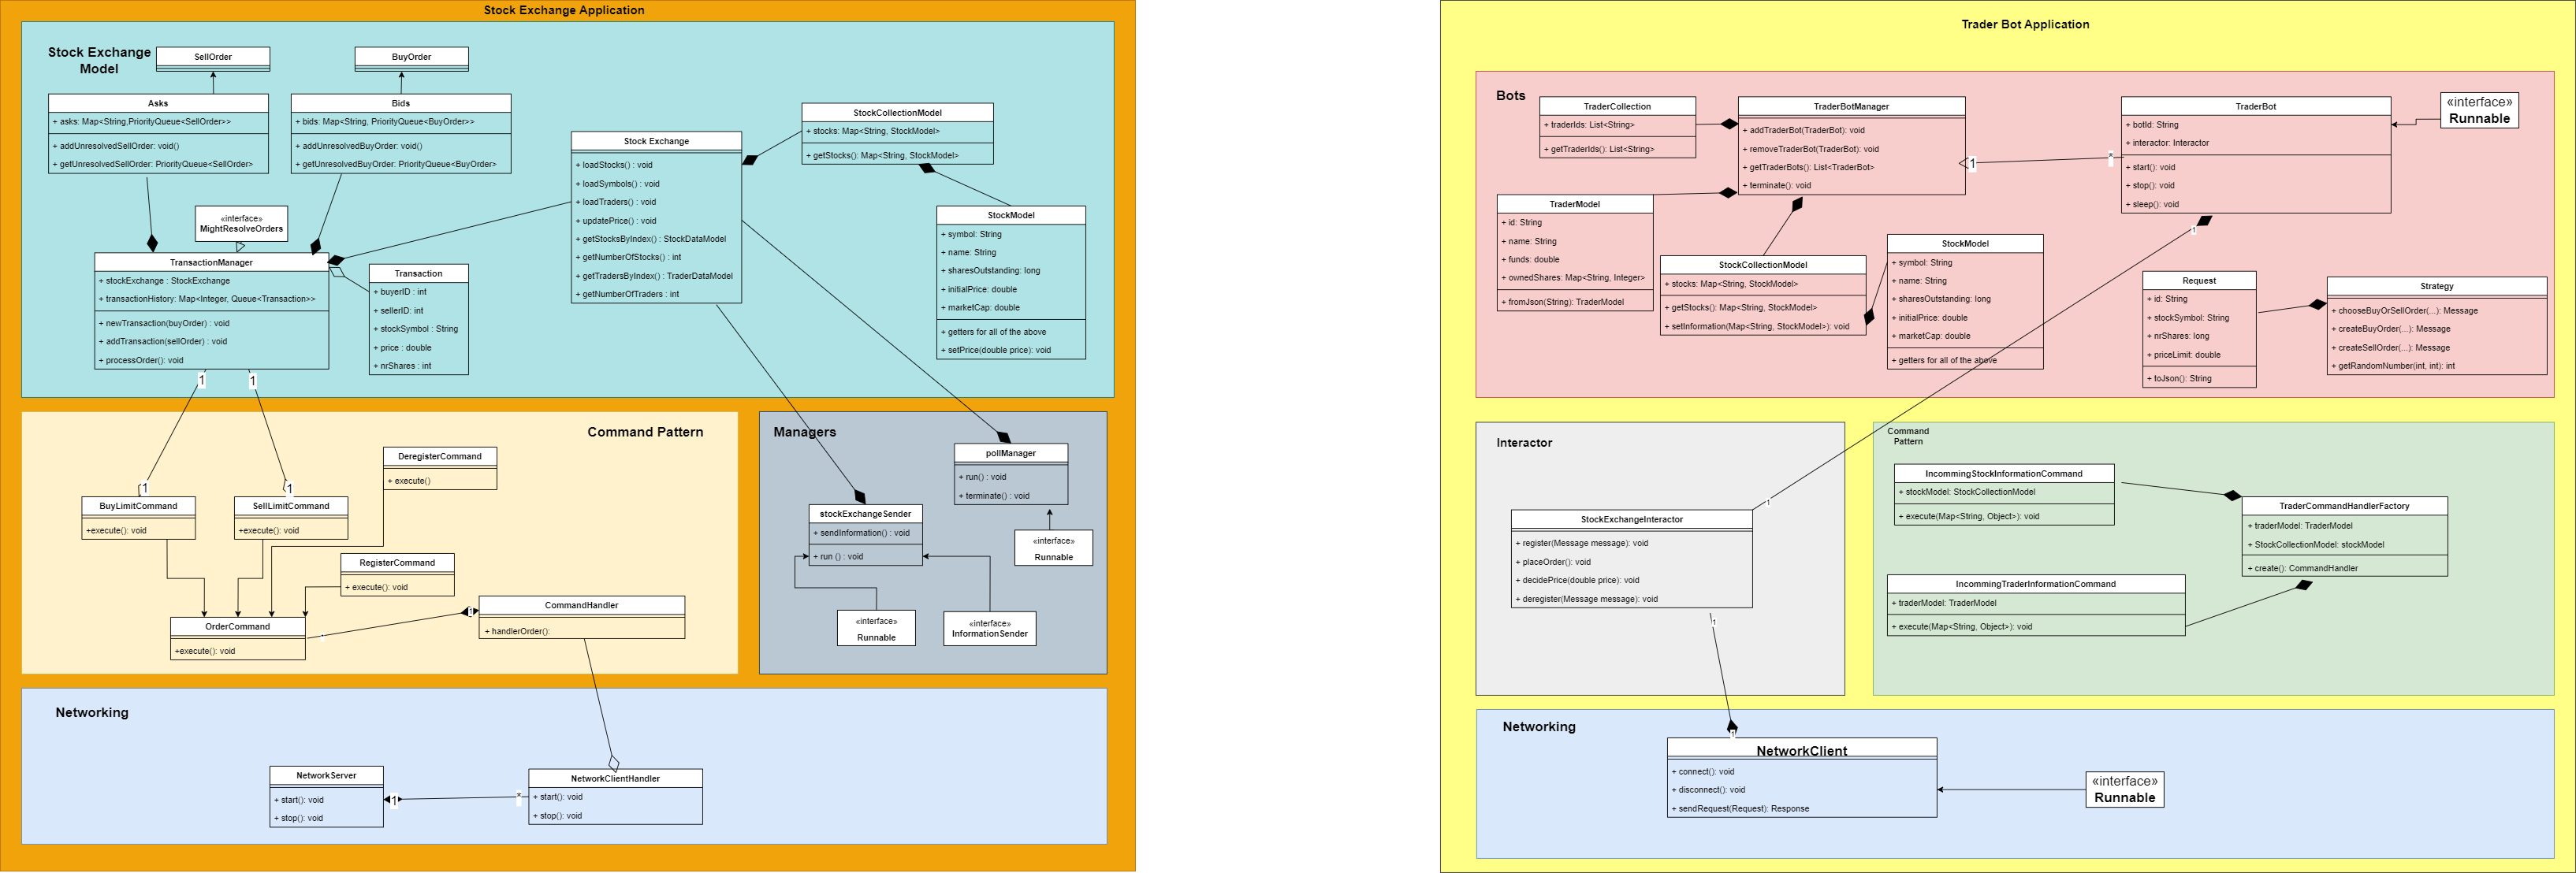 Stock Exchange Application
Stock Exchange
Model
SellOrder
BuyOrder
Asks
+ asks: Map<String,PriorityQueue<SellOrder>>
+ addUnresolvedSellOrder: void()
+ getUnresolvedSellOrder: PriorityQueue<SellOrder>
Bids
+ bids: Map<String, PriorityQueue<BuyOrder>>
+ addUnresolvedBuyOrder: void()
+ getUnresolvedBuyOrder: PriorityQueue<BuyOrder>
«interface»
MightResolveOrders
TransactionManager
+ stockExchange : StockExchange
+ transactionHistory: Map<Integer, Queue<Transaction>>
+ newTransaction(buyOrder) : void
+ addTransaction(sellOrder) : void
+ processOrder(): void
Transaction
+ buyerID : int
+ sellerID: int
+ stockSymbol : String
+ price : double
+ nrShares : int
Stock Exchange
+ loadStocks() : void
+ loadSymbols() : void
+ loadTraders() : void
+ updatePrice() : void
+ getStocksByIndex() : StockDataModel
+ getNumberOfStocks() : int
+ getTradersByIndex() : TraderDataModel
+ getNumberOfTraders : int
StockCollectionModel
+ stocks: Map<String, StockModel>
+ getStocks(): Map<String, StockModel>
StockModel
+ symbol: String
+ name: String
+ sharesOutstanding: long
+ initialPrice: double
+ marketCap: double
+ getters for all of the above
+ setPrice(double price): void
1
1
Command Pattern
1
1
BuyLimitCommand
+execute(): void
SellLimitCommand
+execute(): void
DeregisterCommand
+ execute()
RegisterCommand
+ execute(): void
OrderCommand
+execute(): void
1
1
CommandHandler
+ handlerOrder():
Managers
pollManager
+ run() : void
+ terminate() : void
stockExchangeSender
+ sendInformation() : void
+ run () : void
«interface»
Runnable
«interface»
Runnable
«interface»
InformationSender
Networking
NetworkServer
+ start(): void
+ stop(): void
1
*
NetworkClientHandler
+ start(): void
+ stop(): void
Trader Bot Application
Bots
TraderCollection
+ traderIds: List<String>
+ getTraderIds(): List<String>
TraderBotManager
+ addTraderBot(TraderBot): void
+ removeTraderBot(TraderBot): void
+ getTraderBots(): List<TraderBot>
+ terminate(): void
1
*
TraderBot
+ botId: String
+ interactor: Interactor
+ start(): void
+ stop(): void
+ sleep(): void
«interface»
Runnable
TraderModel
+ id: String
+ name: String
+ funds: double
+ ownedShares: Map<String, Integer>
+ fromJson(String): TraderModel
StockCollectionModel
+ stocks: Map<String, StockModel>
+ getStocks(): Map<String, StockModel>
+ setInformation(Map<String, StockModel>): void
StockModel
+ symbol: String
+ name: String
+ sharesOutstanding: long
+ initialPrice: double
+ marketCap: double
+ getters for all of the above
1
Request
+ id: String
+ stockSymbol: String
+ nrShares: long
+ priceLimit: double
+ toJson(): String
Strategy
+ chooseBuyOrSellOrder(...): Message
+ createBuyOrder(...): Message
+ createSellOrder(...): Message
+ getRandomNumber(int, int): int
Interactor
1
StockExchangeInteractor
+ register(Message message): void
+ placeOrder(): void
+ decidePrice(double price): void
+ deregister(Message message): void
1
Command
Pattern
IncommingStockInformationCommand
+ stockModel: StockCollectionModel
+ execute(Map<String, Object>): void
TraderCommandHandlerFactory
+ traderModel: TraderModel
+ StockCollectionModel: stockModel
+ create(): CommandHandler
IncommingTraderInformationCommand
+ traderModel: TraderModel
+ execute(Map<String, Object>): void
Networking
1
NetworkClient
+ connect(): void
+ disconnect(): void
+ sendRequest(Request): Response
«interface»
Runnable